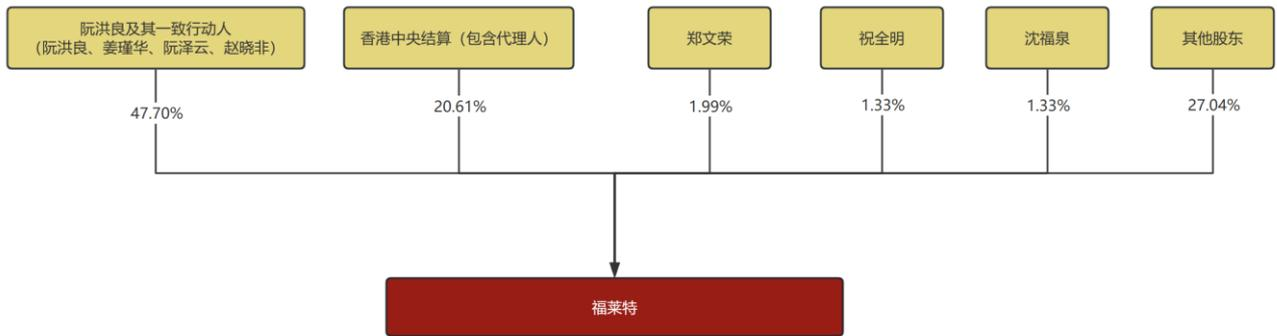 阮洪良及其一致行动人
（阮洪良、姜瑾华、阮泽云、赵晓非）
香港中央结算（包含代理人）
郑文荣
祝全明
沈福泉
其他股东
47.70%
20.61%
1.99%
1.33%
1.33%
27.04%
福莱特